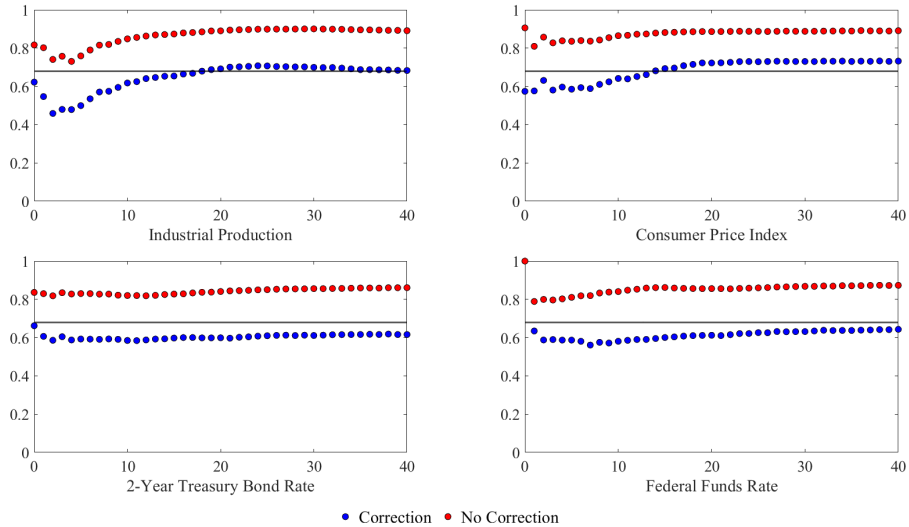 1
0.8
0.6
0.4
0.2
0
0 10 20 30 40
Industrial Production
1
0.8
0.6
0.4
0.2
0
0 10 20 30 40
Consumer Price Index
1
0.8
0.6
0.4
0.2
0
0 10 20 30 40
2-Year Treasury Bond Rate
1
0.8
0.6
0.4
0.2
0
0 10 20 30 40
Federal Funds Rate
Correction No Correction